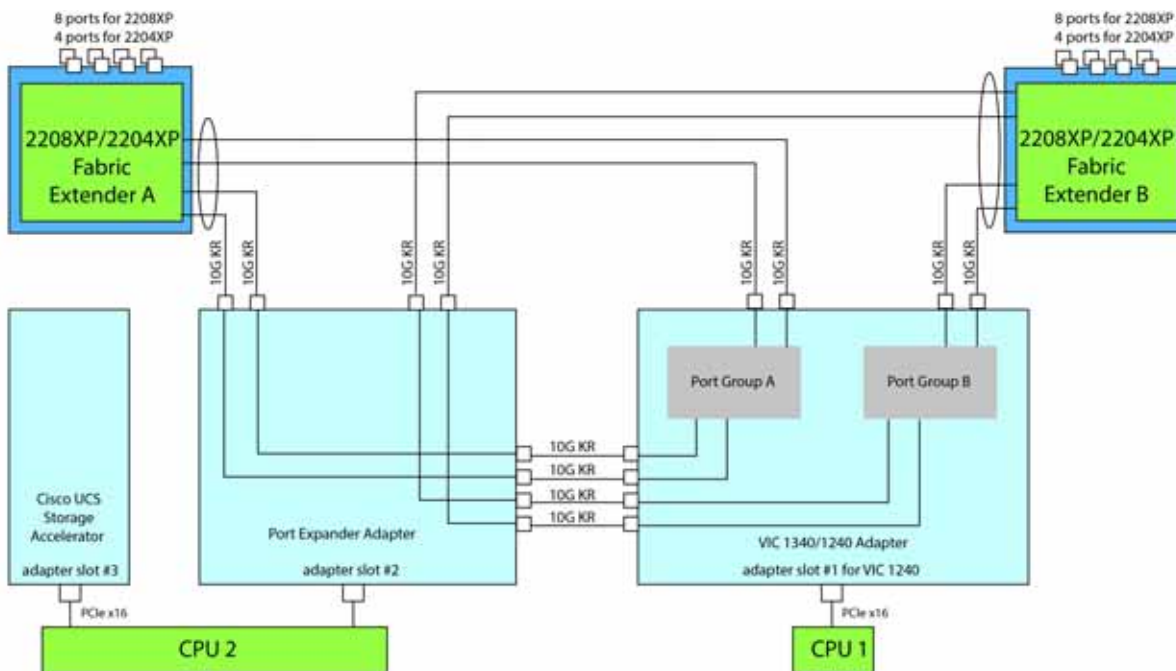 8 ports for 2208XP
4 ports for 2204XP
8 ports for 2208XP
4 ports for 2204XP
2208XP/2204XP
Fabric
Extender A
2208XP/2204XP
Fabric
Extender B
10G KR
10G KR
10G KR
10G KR
10G KR
10G KR
10G KR
10G KR
Port Group A
Port Group B
10G KR
10G KR
10G KR
10G KR
Cisco UCS
Storage
Accelerator
adapter slot #3
Port Expander Adapter
adapter slot #2
VIC 1340/1240 Adapter
adapter slot #1 for VIC 1240
PCIe x16
PCIe x16
CPU 2
CPU 1